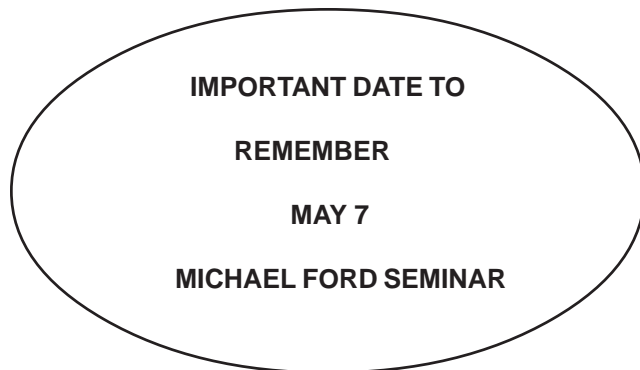 IMPORTANT DATE TO
REMEMBER
MAY 7
MICHAEL FORD SEMINAR